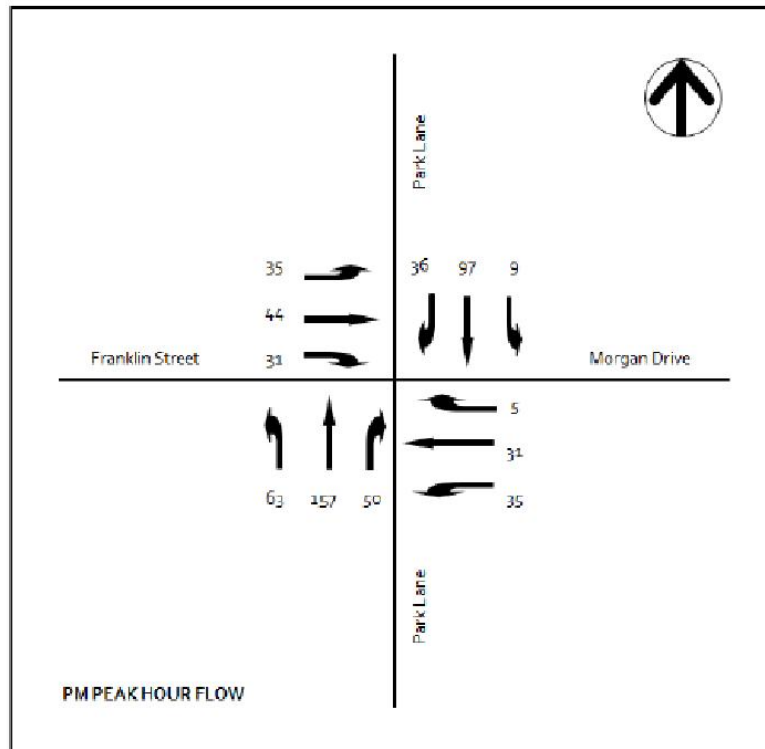 Park Lane
35 36 97 9
44
Franklin Street 31 Morgan Drive
5
31
63 157 50 35
Park Lane
PM PEAK HOUR FLOW